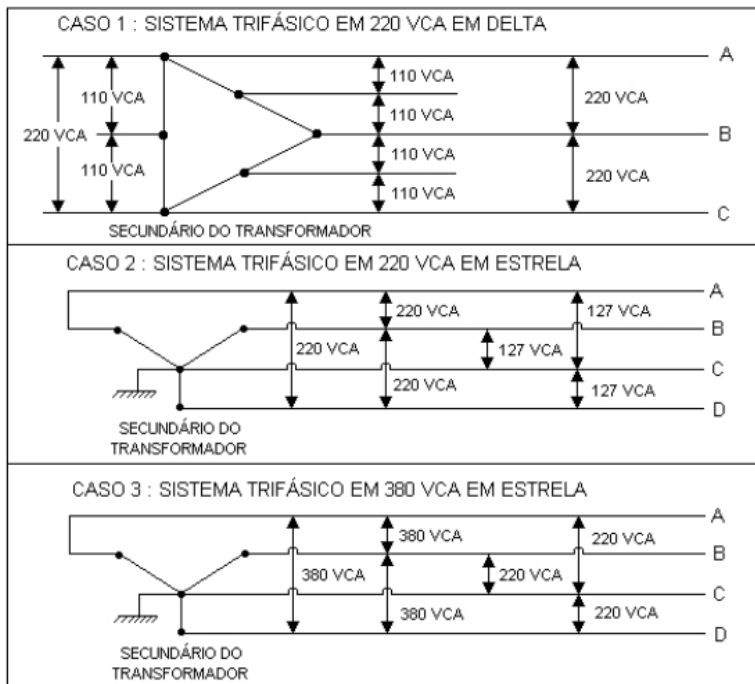 CASO 1 : SISTEMA TRIFÁSICO EM 220 VCA EM DELTA
A
110 VCA
110 VCA
110 VCA
220 VCA
220 VCA
B
110 VCA
110 VCA
220 VCA
110 VCA
C
SECUNDÁRIO DO TRANSFORMADOR
CASO 2 : SISTEMA TRIFÁSICO EM 220 VCA EM ESTRELA
A
220 VCA
127 VCA
B
220 VCA
127 VCA
C
220 VCA
127 VCA
D
SECUNDÁRIO DO
TRANSFORMADOR
CASO 3 : SISTEMA TRIFÁSICO EM 380 VCA EM ESTRELA
A
380 VCA
220 VCA
B
380 VCA
220 VCA
C
380 VCA
220 VCA
D
SECUNDÁRIO DO
TRANSFORMADOR